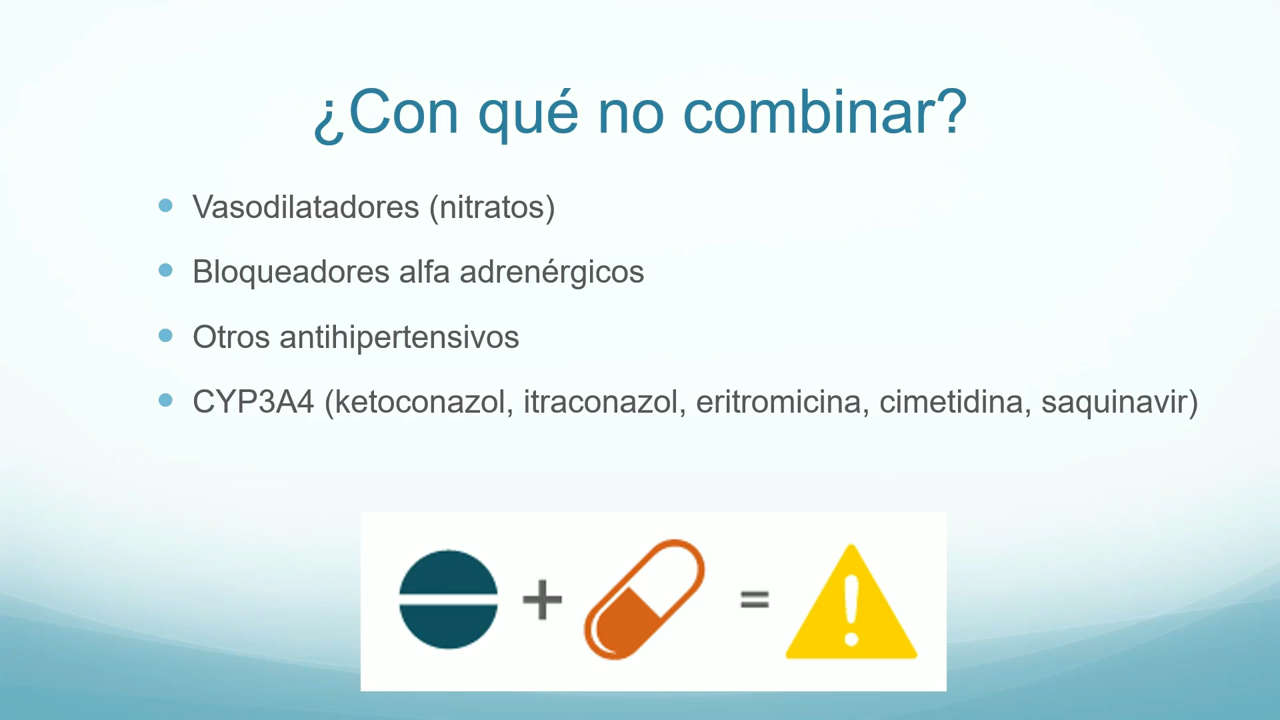 ¿Con qué no combinar?
Vasodilatadores (nitratos)
Bloqueadores alfa adrenérgicos
Otros antihipertensivos
CYP3A4 (ketoconazol, itraconazol, eritromicina, cimetidina, saquinavir)
+ =